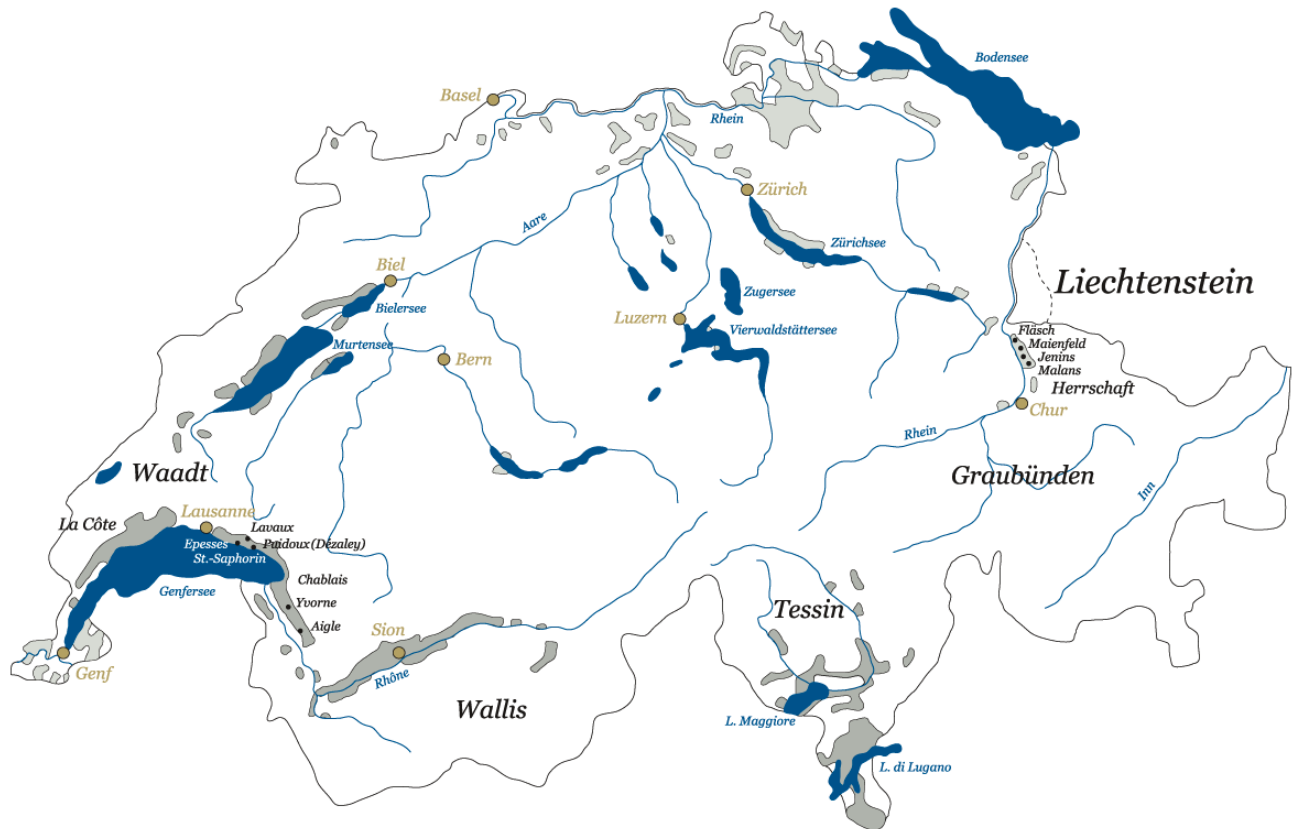 Bodensee
Basel
Rhein
Zürich
Aare
Zürichsee
Biel
Liechtenstein
Zugersee
Bielersee
Luzern
Vierwaldstättersee
Fläsch
Murtensee
Maienfeld
Bern
Jenins
Malans
Herrschaft
Chur
Rhein
Waadt
Graubünden
Inn
Lausanne
La Côte
Lavaux
Epesses
Puidoux (Dézaley)
St.-Saphorin
Chablais
Genfersee
Yvorne
Tessin
Aigle
Sion
Genf
Rhône
Wallis
L. Maggiore
L. di Lugano